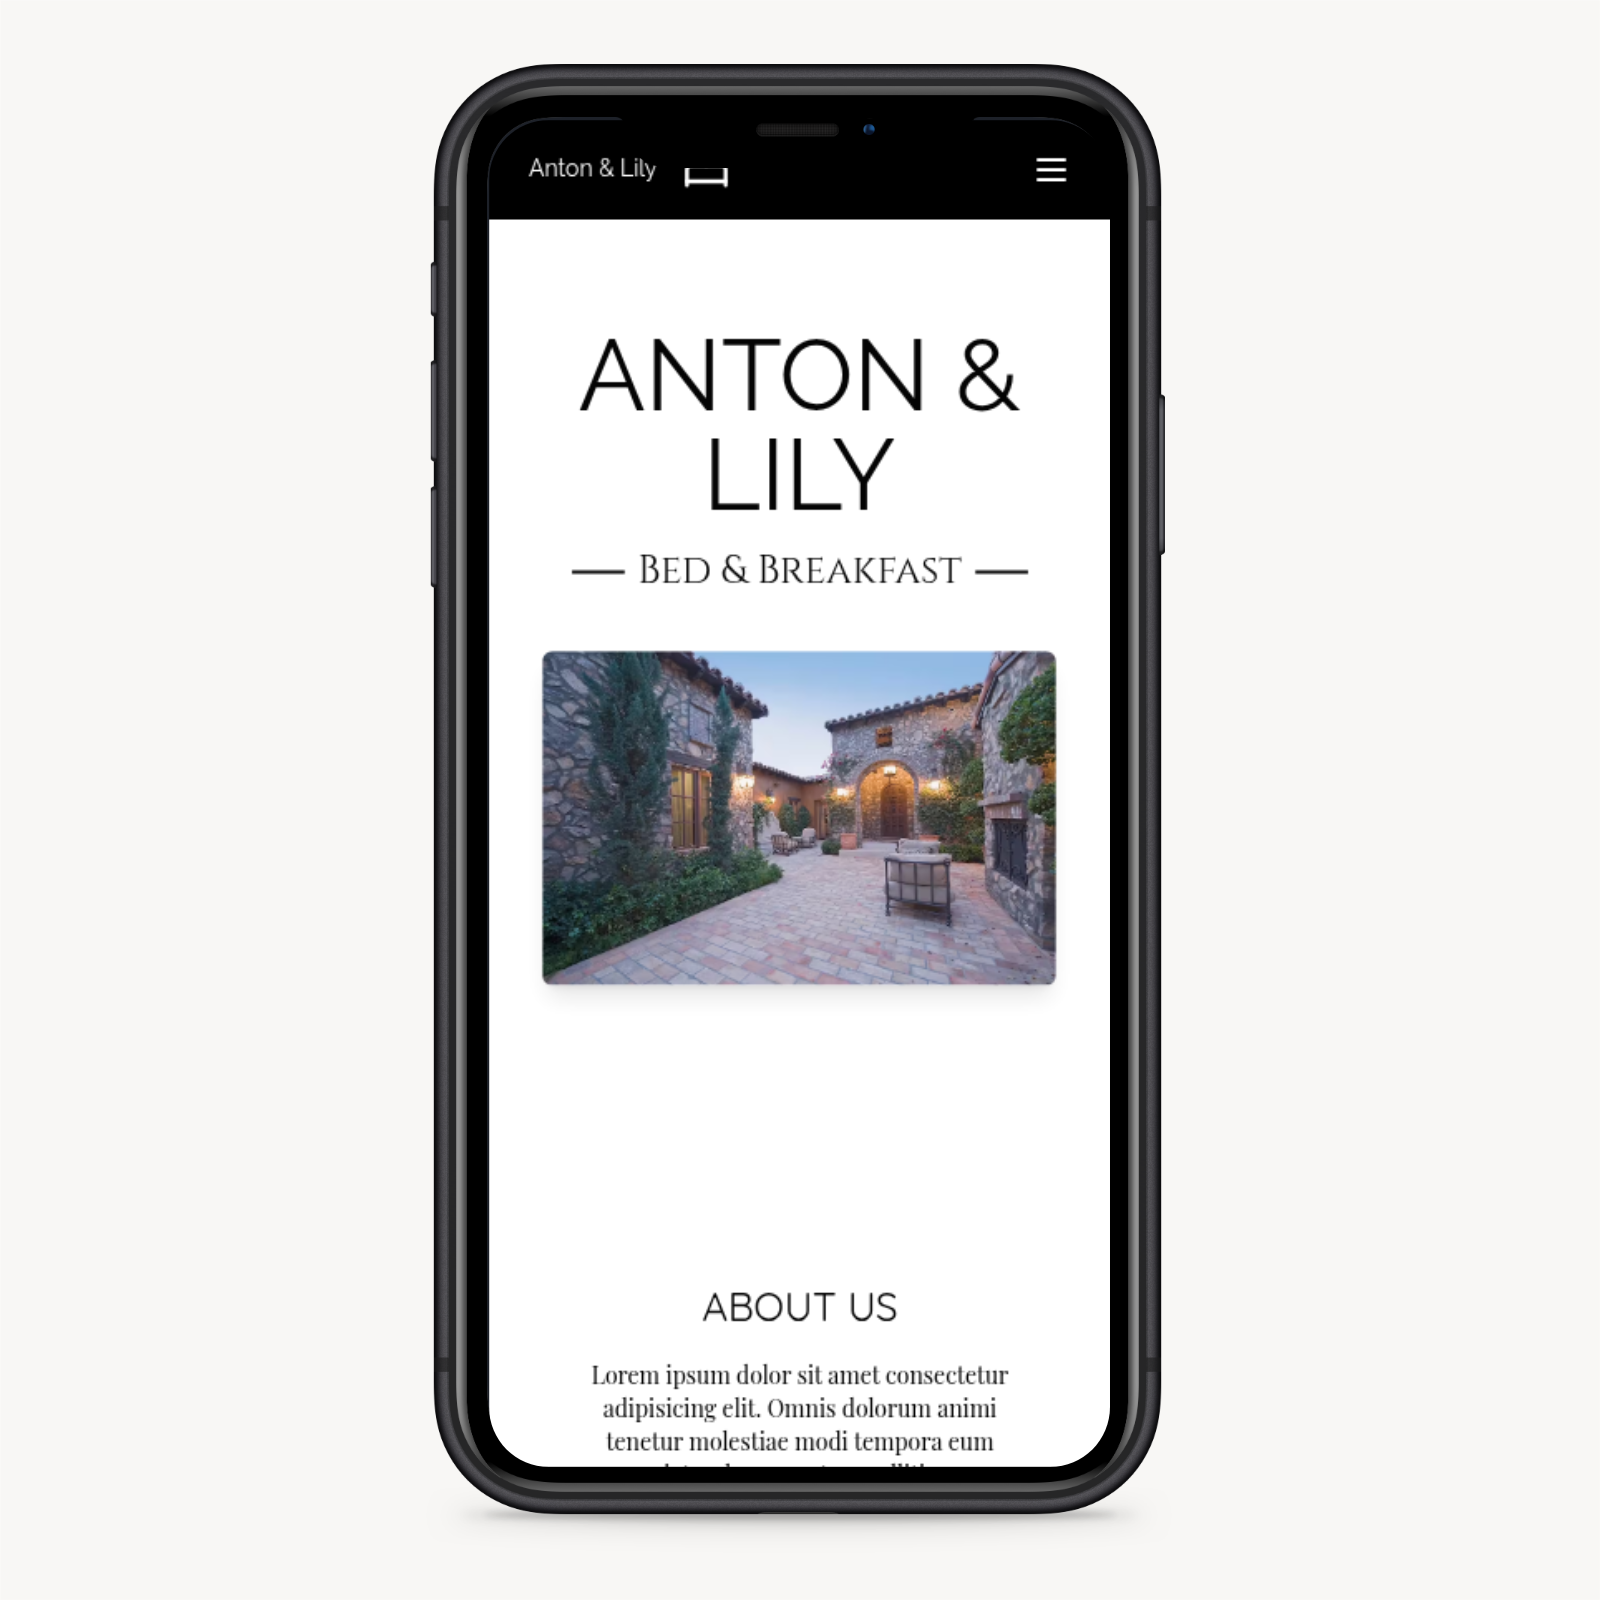 Anton & Lily
ANTON &
LILY
BED & BREAKFAST
ABOUT US
Lorem ipsum dolor sit amet consectetur
adipisicing elit. Omnis dolorum animi
tenetur molestiae modi tempora eum